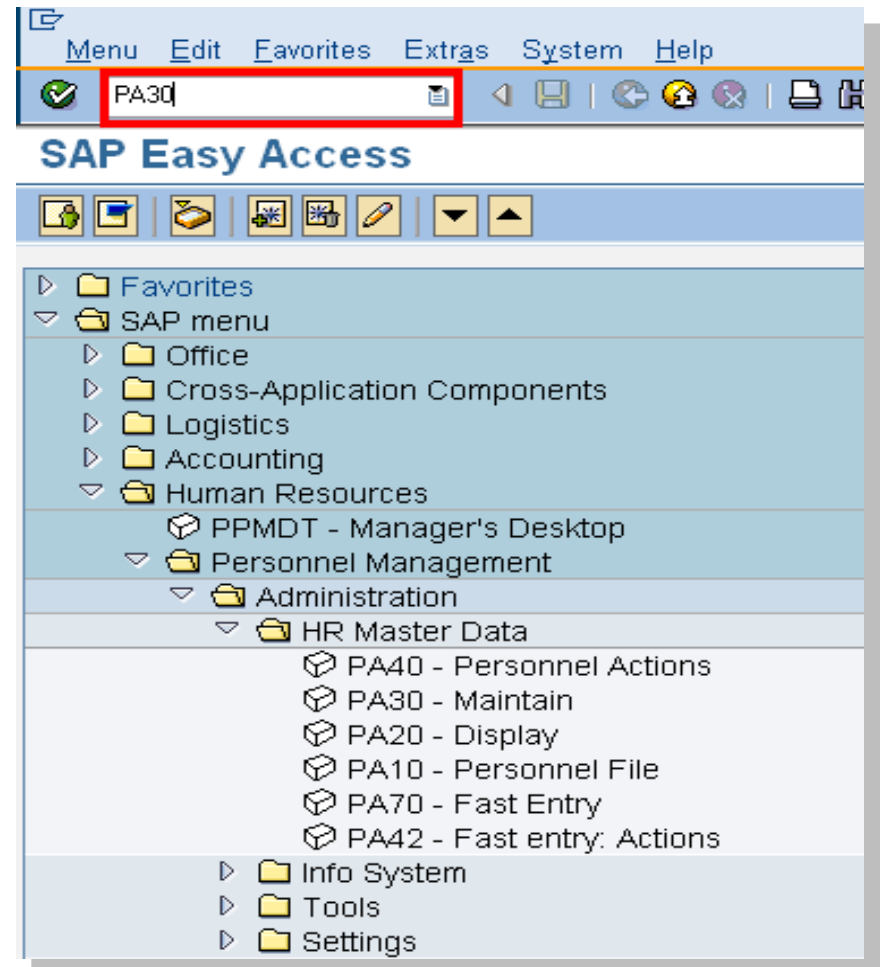 Menu Edit Favorites Extras System Help
PA30
SAP Easy Access
Favorites
SAP menu
Office
Cross-Application Components
Logistics
Accounting
Human Resources
PPMDT - Manager's Desktop
Personnel Management
Administration
HR Master Data
PA40 - Personnel Actions
PA30 - Maintain
PA20 - Display
PA10 - Personnel File
PA70 - Fast Entry
PA42 - Fast entry: Actions
Info System
Tools
Settings